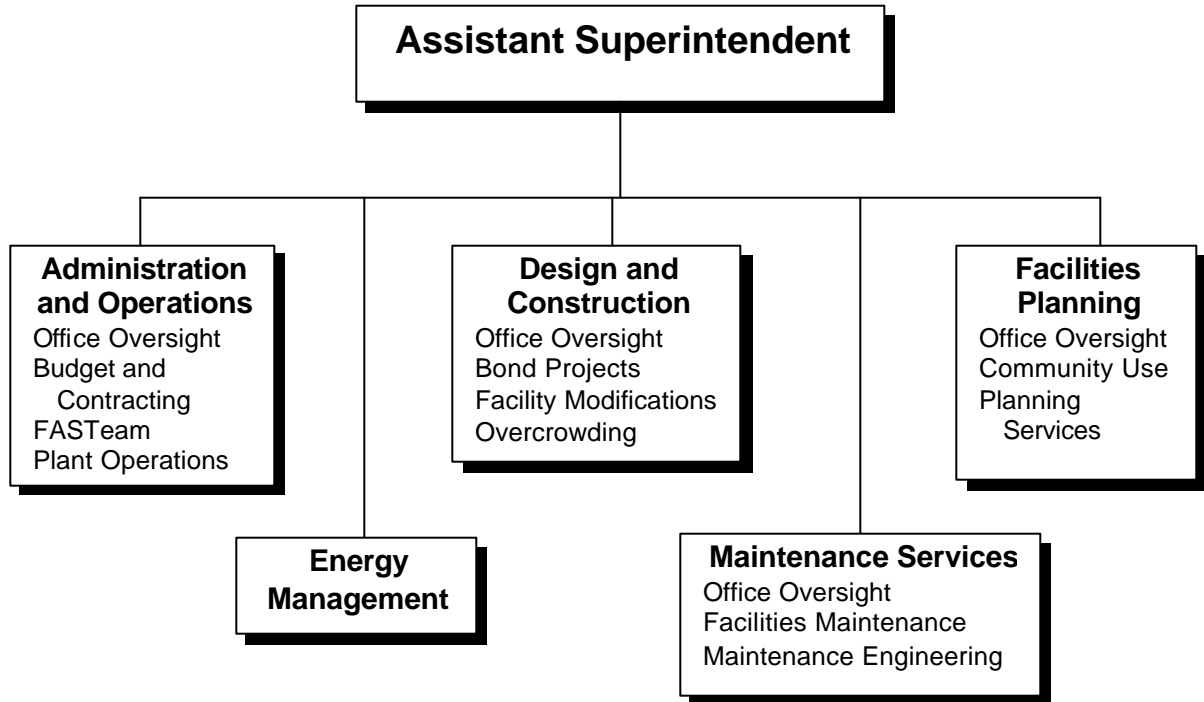 Assistant Superintendent
Administration
and Operations
Office Oversight
Budget and
Contracting
FASTeam
Plant Operations
Design and
Construction
Office Oversight
Bond Projects
Facility Modifications
Overcrowding
Facilities
Planning
Office Oversight
Community Use
Planning
Services
Energy
Management
Maintenance Services
Office Oversight
Facilities Maintenance
Maintenance Engineering